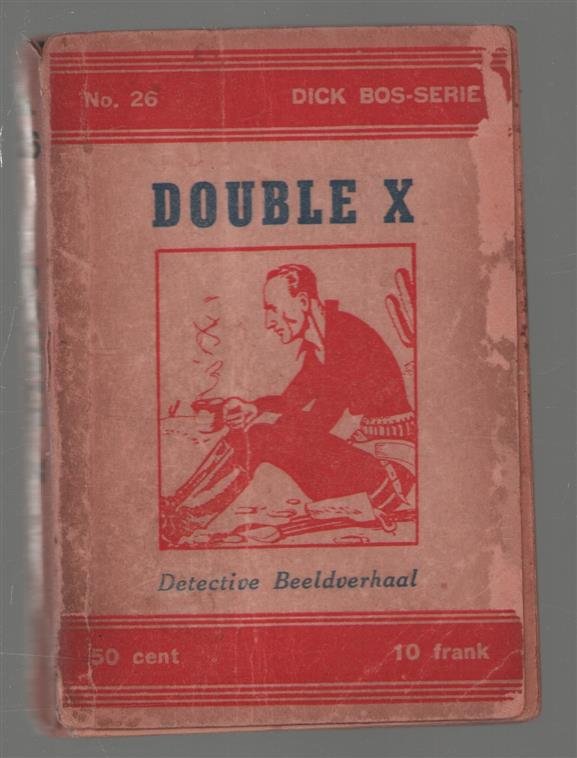 No. 26 DICK BOS-SERIE
DOUBLE X
Detective Beeldverhaal
50 cent 10 frank